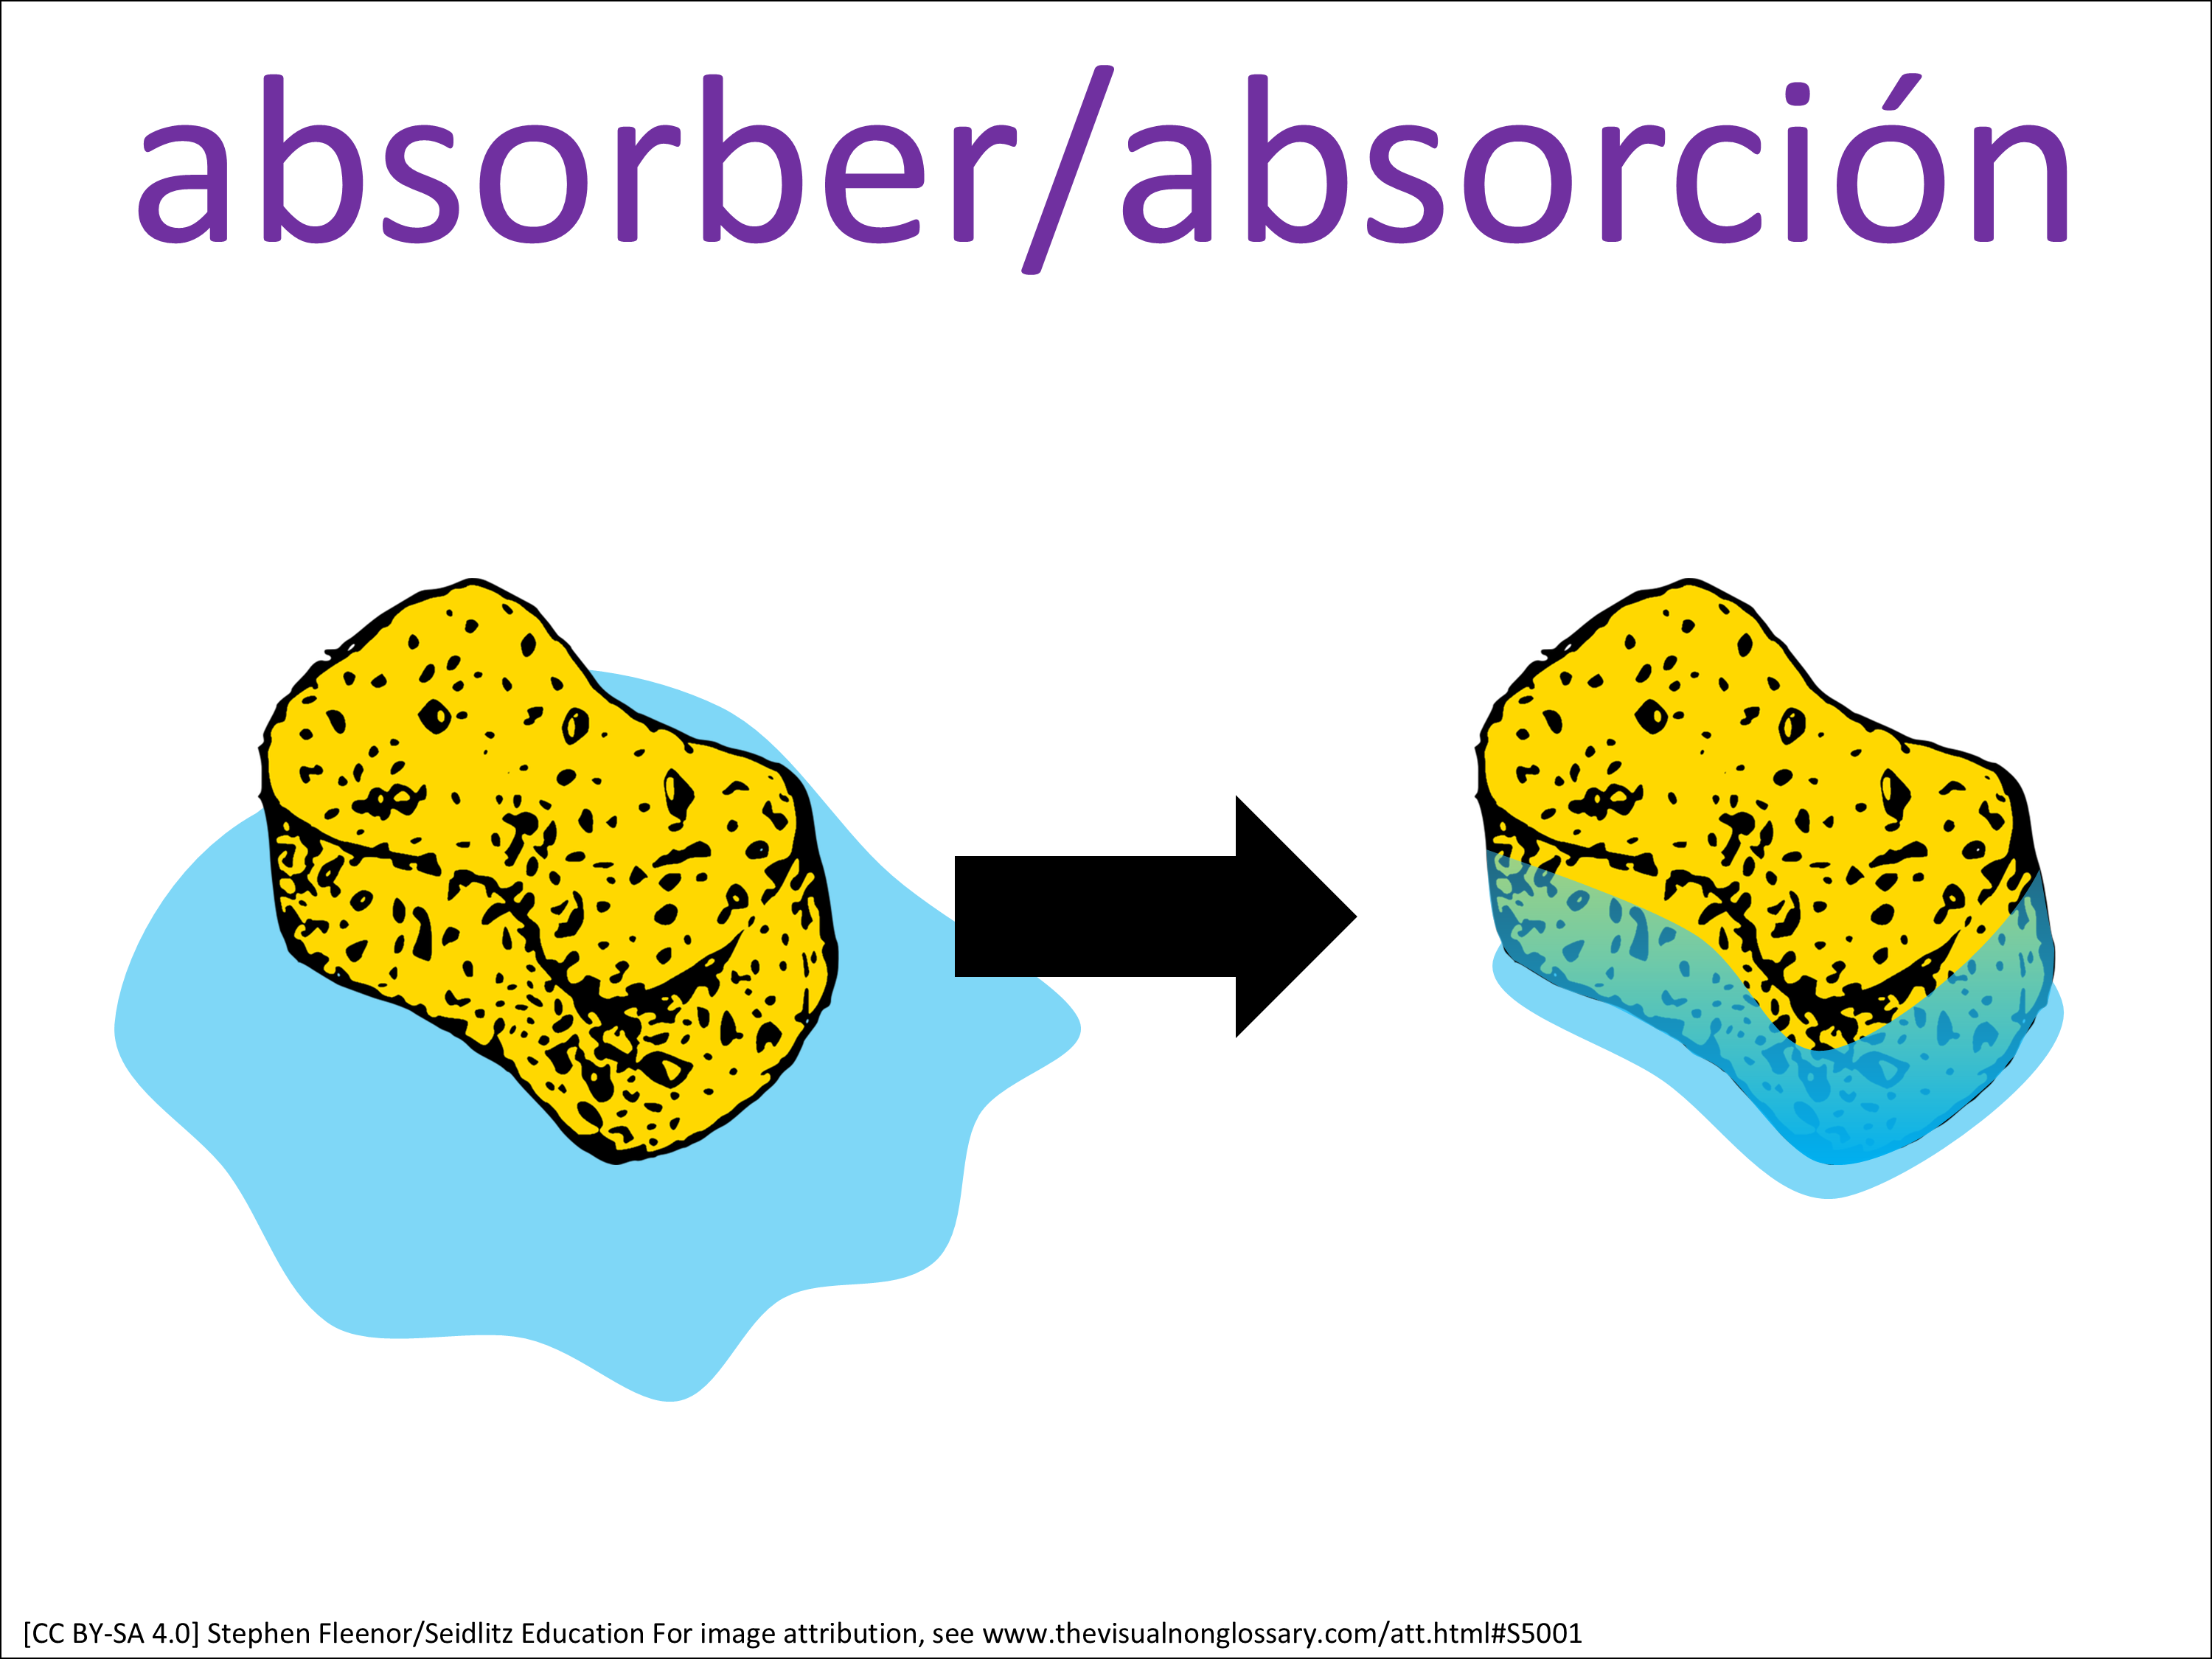 absorber/absorción
[CC BY-SA 4.0] Stephen Fleenor/Seidlitz Education For image attribution, see www.thevisualnonglossary.com/att.html#S5001